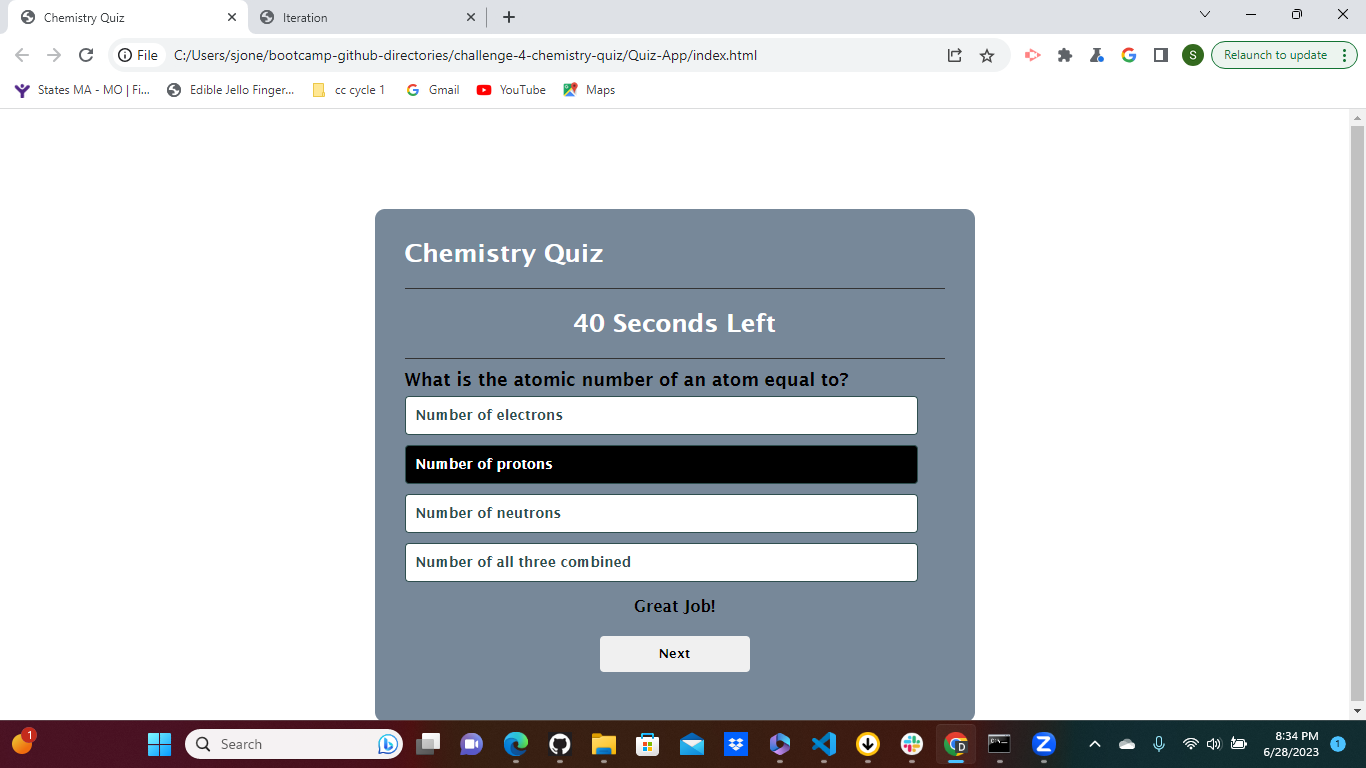 Chemistry Quiz
Iteration
File C:/Users/sjone/bootcamp-github-directories/challenge-4-chemistry-quiz/Quiz-App/index.html S Relaunch to update
States MA - MO | Fi... Edible Jello Finger... cc cycle 1 Gmail YouTube Maps
Chemistry Quiz
40 Seconds Left
What is the atomic number of an atom equal to?
Number of electrons
Number of protons
Number of neutrons
Number of all three combined
Great Job!
Next
1 Search D 8:34 PM
6/28/2023 1